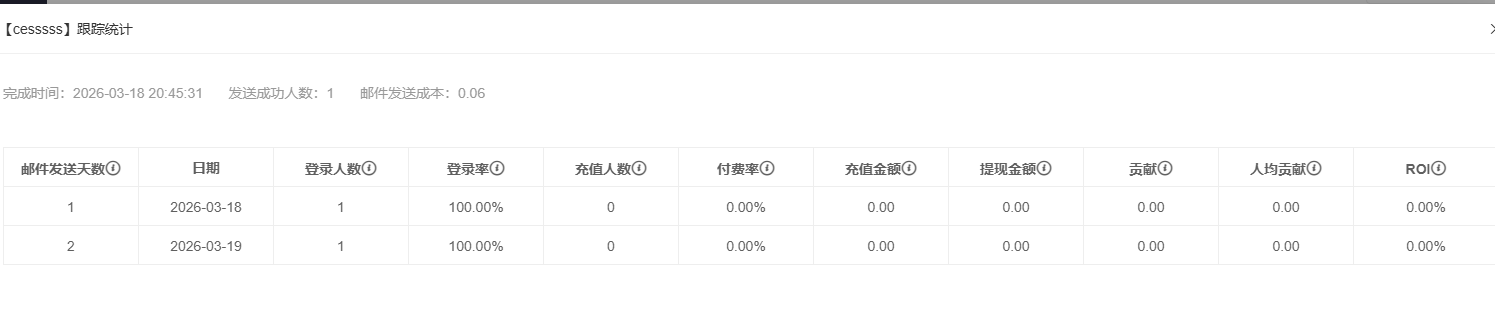 【cesssss】跟踪统计
完成时间：2026-03-18 20:45:31 发送成功人数：1 邮件发送成本：0.06
邮件发送天数 日期 登录人数 登录率 充值人数 付费率 充值金额 提现金额 贡献 人均贡献 ROI
1 2026-03-18 1 100.00% 0 0.00% 0.00 0.00 0.00 0.00 0.00%
2 2026-03-19 1 100.00% 0 0.00% 0.00 0.00 0.00 0.00 0.00%